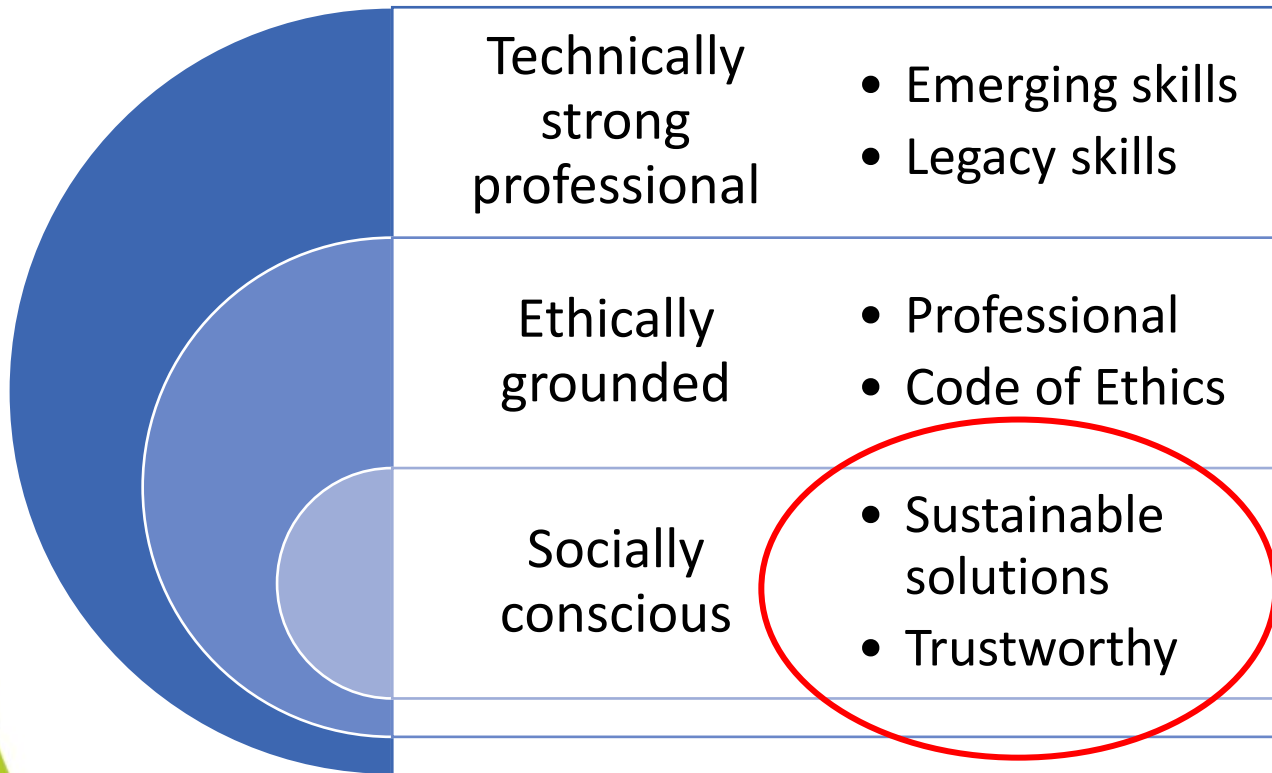 Technically
strong
professional
• Emerging skills
• Legacy skills
Ethically
grounded
• Professional
• Code of Ethics
Socially
conscious
• Sustainable
solutions
• Trustworthy